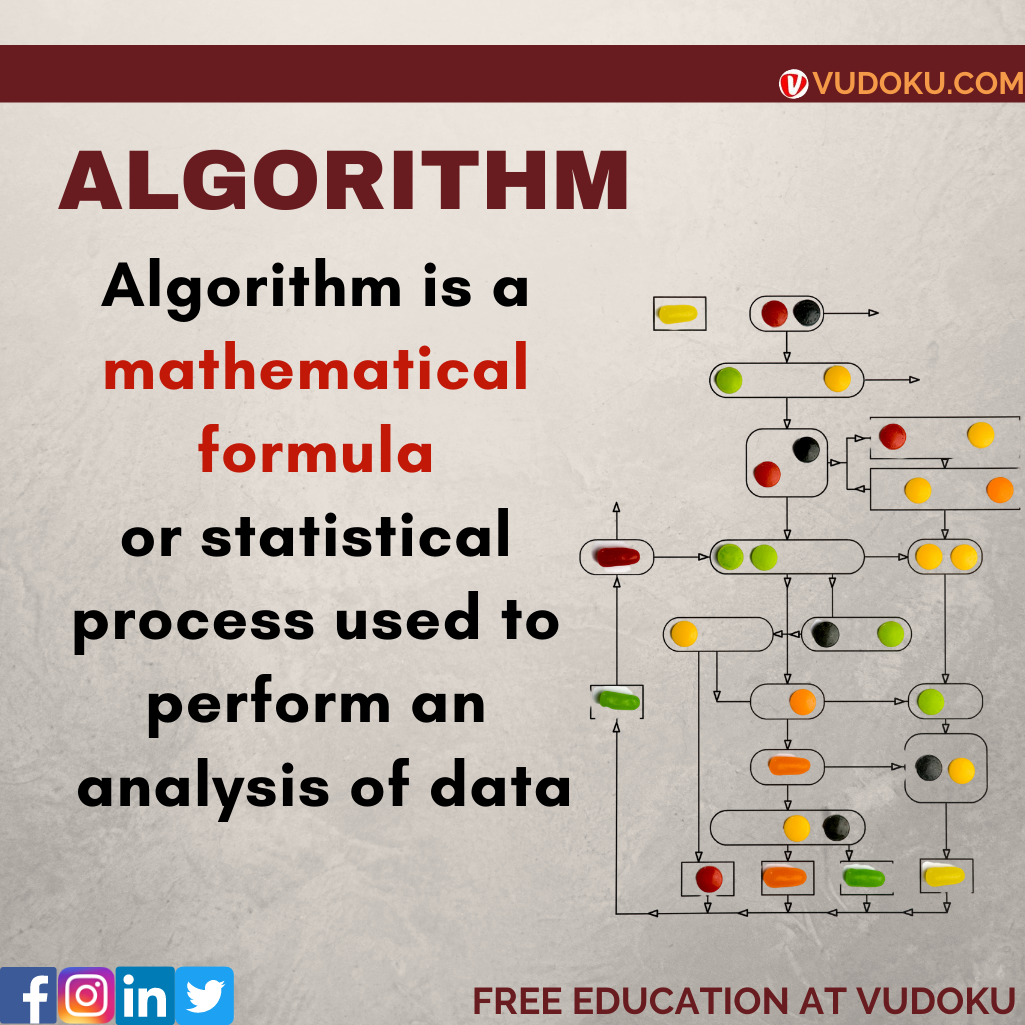 VUDOKU.COM
ALGORITHM
Algorithm is a
mathematical
formula
or statistical
process used to
perform an
analysis of data
FREE EDUCATION AT VUDOKU